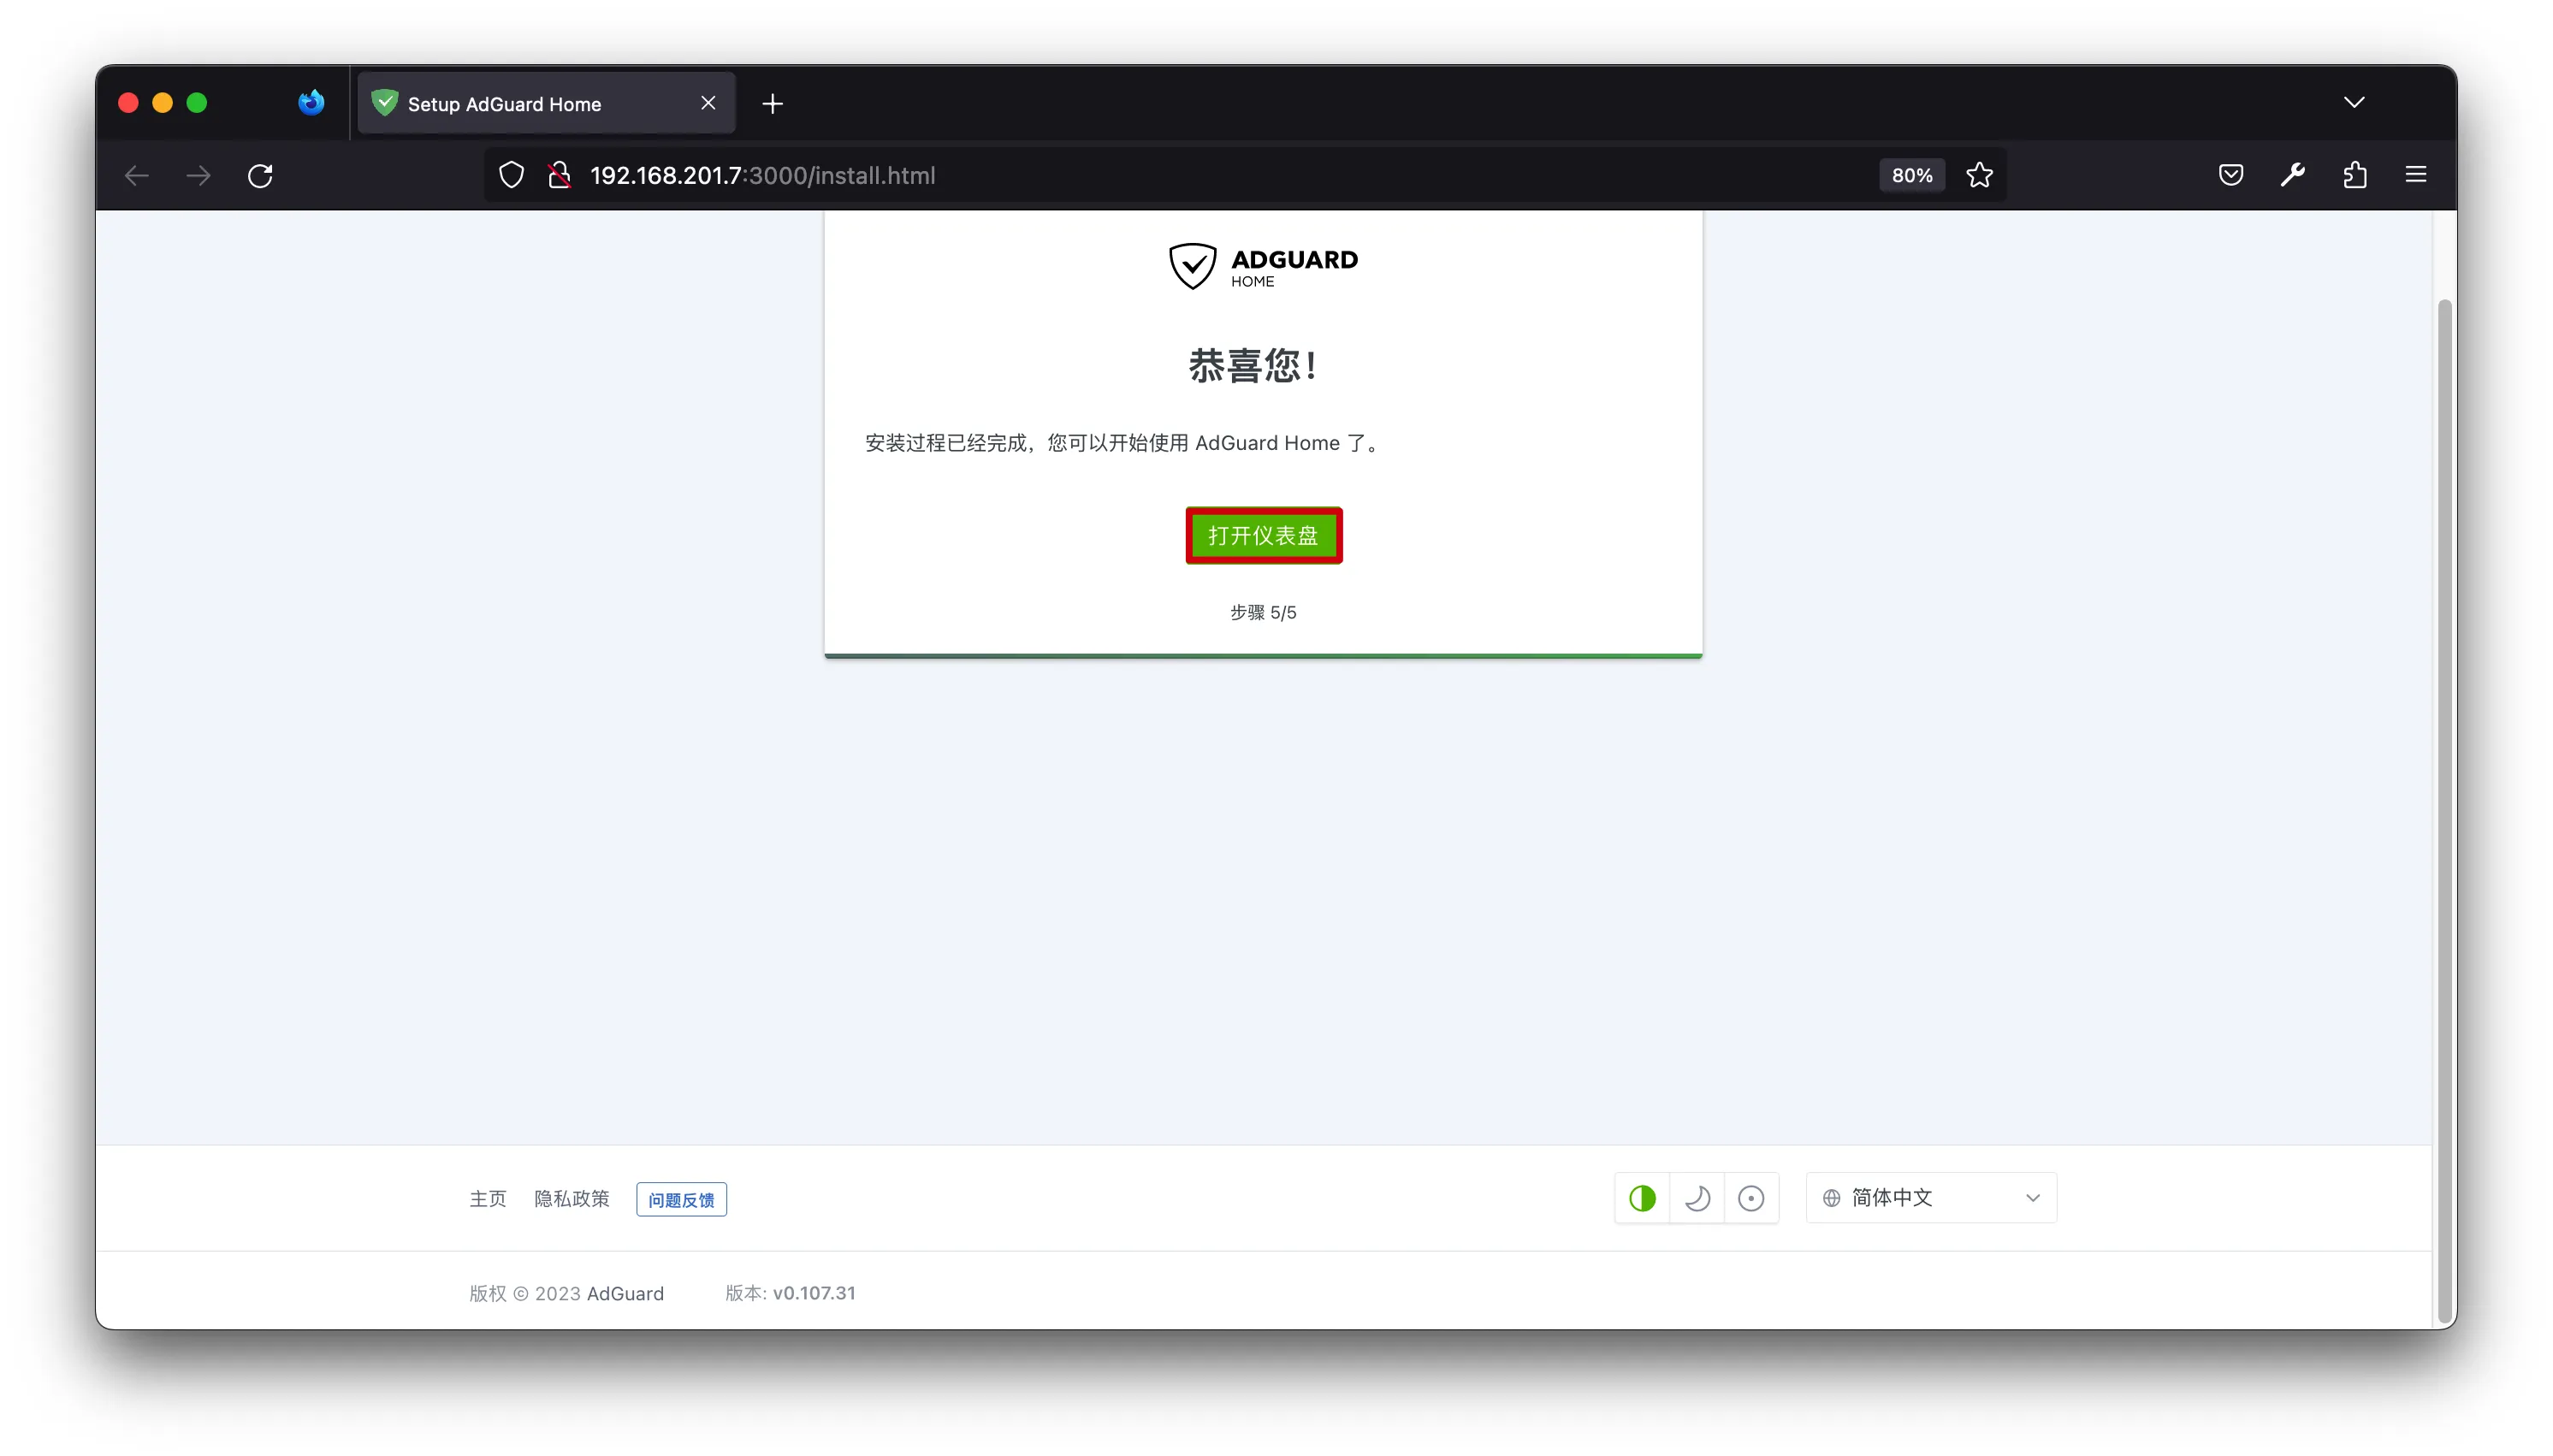 Setup AdGuard Home
192.168.201.7:3000/install.html
80%
ADGUARD
HOME
恭喜您！
安装过程已经完成，您可以开始使用 AdGuard Home 了。
打开仪表盘
步骤 5/5
主页 隐私政策 问题反馈 简体中文
版权 © 2023 AdGuard 版本: v0.107.31